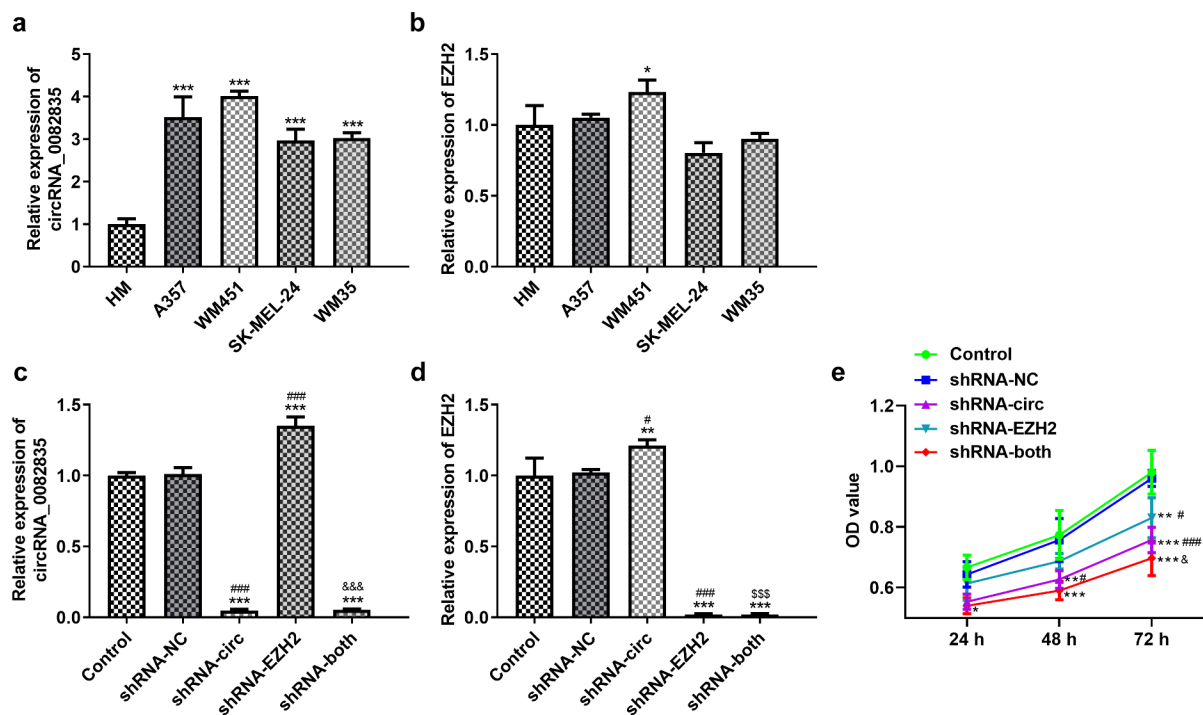 a
Relative expression of
circRNA_0082835
5
4
3
2
1
0
***
***
***
***
HM
A357
WM451
SK-MEL-24
WM35
b
Relative expression of EZH2
1.5
1.0
0.5
0.0
*
HM
A357
WM451
SK-MEL-24
WM35
c
Relative expression of
circRNA_0082835
1.5
1.0
0.5
0.0
###
***
###
***
&&&
***
Control
shRNA-NC
shRNA-circ
shRNA-EZH2
shRNA-both
d
Relative expression of EZH2
1.5
1.0
0.5
0.0
#
**
###
***
$$$
***
Control
shRNA-NC
shRNA-circ
shRNA-EZH2
shRNA-both
e
Control
shRNA-NC
shRNA-circ
shRNA-EZH2
shRNA-both
OD value
1.2
1.0
0.8
0.6
*
**#
***
** #
*** ###
*** &
24 h
48 h
72 h